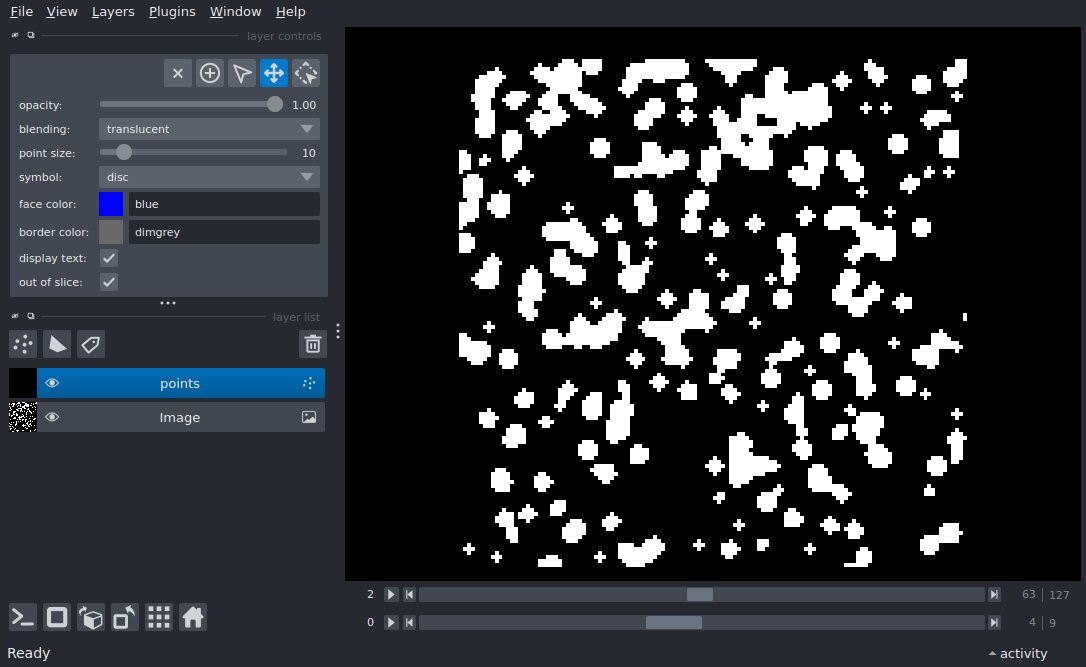 File View Layers Plugins Window Help
layer controls
opacity: 1.00
blending: translucent
point size: 10
symbol: disc
face color: blue
border color: dimgrey
display text:
out of slice:
layer list
points
Image
2 63 127
0 4 9
Ready activity